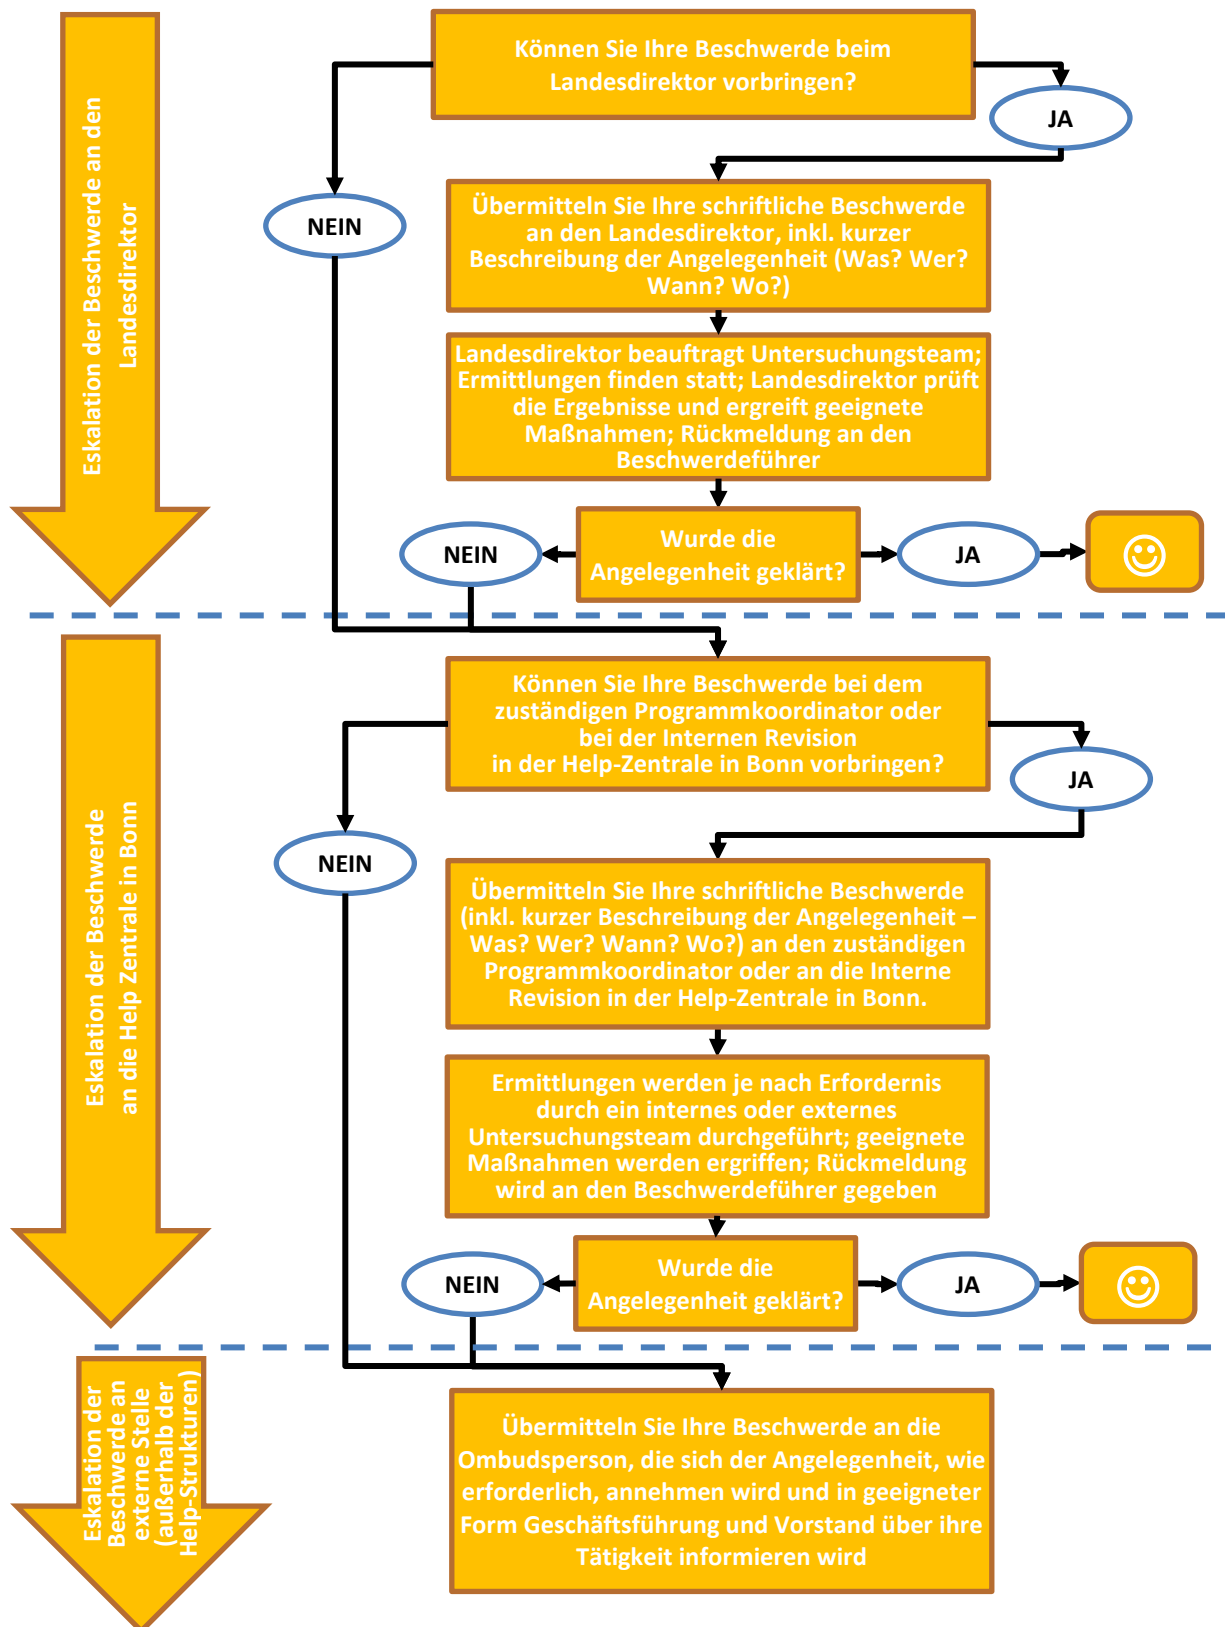 Eskalation der Beschwerde an den
Landesdirektor
Können Sie Ihre Beschwerde beim
Landesdirektor vorbringen?
JA
NEIN
Übermitteln Sie Ihre schriftliche Beschwerde
an den Landesdirektor, inkl. kurzer
Beschreibung der Angelegenheit (Was? Wer?
Wann? Wo?)
Landesdirektor beauftragt Untersuchungsteam;
Ermittlungen finden statt; Landesdirektor prüft
die Ergebnisse und ergreift geeignete
Maßnahmen; Rückmeldung an den
Beschwerdeführer
NEIN
Wurde die
Angelegenheit geklärt?
JA
Eskalation der Beschwerde
an die Help Zentrale in Bonn
Können Sie Ihre Beschwerde bei dem
zuständigen Programmkoordinator oder
bei der Internen Revision
in der Help-Zentrale in Bonn vorbringen?
JA
NEIN
Übermitteln Sie Ihre schriftliche Beschwerde
(inkl. kurzer Beschreibung der Angelegenheit –
Was? Wer? Wann? Wo?) an den zuständigen
Programmkoordinator oder an die Interne
Revision in der Help-Zentrale in Bonn.
Ermittlungen werden je nach Erfordernis
durch ein internes oder externes
Untersuchungsteam durchgeführt; geeignete
Maßnahmen werden ergriffen; Rückmeldung
wird an den Beschwerdeführer gegeben
NEIN
Wurde die
Angelegenheit geklärt?
JA
Eskalation der
Beschwerde an
externe Stelle
(außerhalb der
Help-Strukturen)
Übermitteln Sie Ihre Beschwerde an die
Ombudsperson, die sich der Angelegenheit, wie
erforderlich, annehmen wird und in geeigneter
Form Geschäftsführung und Vorstand über ihre
Tätigkeit informieren wird